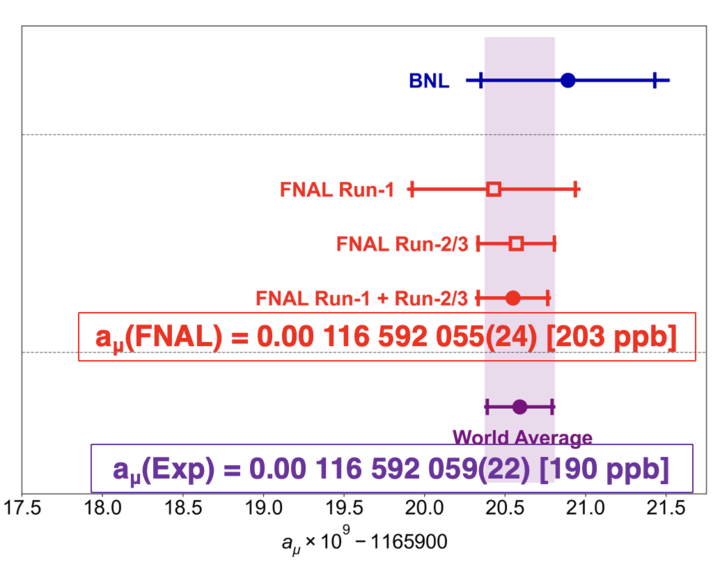 BNL
FNAL Run-1
FNAL Run-2/3
FNAL Run-1 + Run-2/3
aμ(FNAL) = 0.00 116 592 055(24) [203 ppb]
World Average
aμ(Exp) = 0.00 116 592 059(22) [190 ppb]
17.5 18.0 18.5 19.0 19.5 20.0 20.5 21.0 21.5
aμ × 10⁹ − 1165900